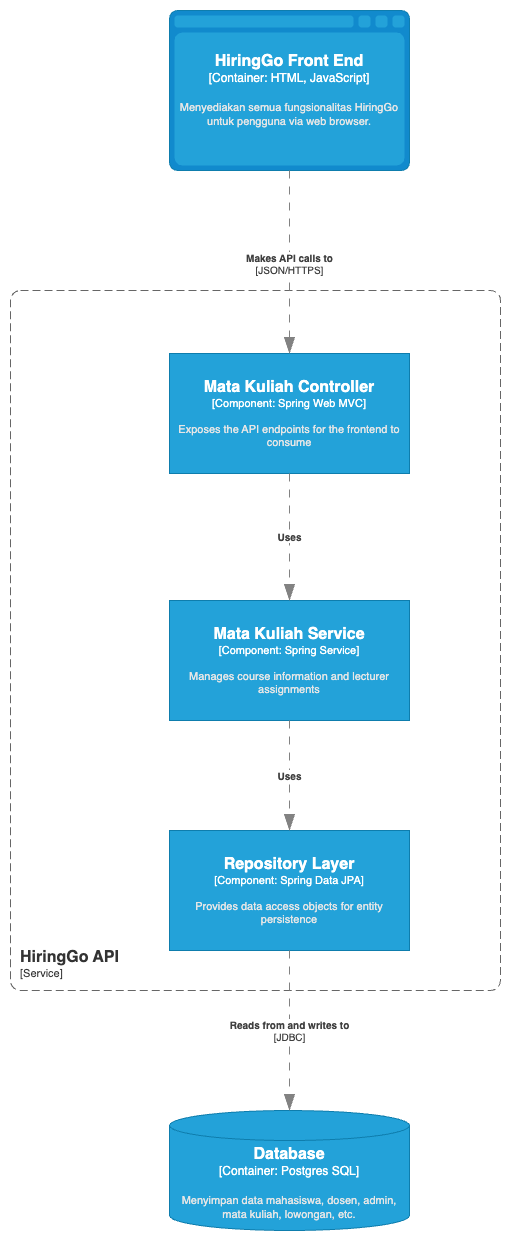 HiringGo Front End
[Container: HTML, JavaScript]
Menyediakan semua fungsionalitas HiringGo
untuk pengguna via web browser.
Makes API calls to
[JSON/HTTPS]
Mata Kuliah Controller
[Component: Spring Web MVC]
Exposes the API endpoints for the frontend to
consume
Uses
Mata Kuliah Service
[Component: Spring Service]
Manages course information and lecturer
assignments
Uses
Repository Layer
[Component: Spring Data JPA]
Provides data access objects for entity
persistence
HiringGo API
[Service]
Reads from and writes to
[JDBC]
Database
[Container: Postgres SQL]
Menyimpan data mahasiswa, dosen, admin,
mata kuliah, lowongan, etc.